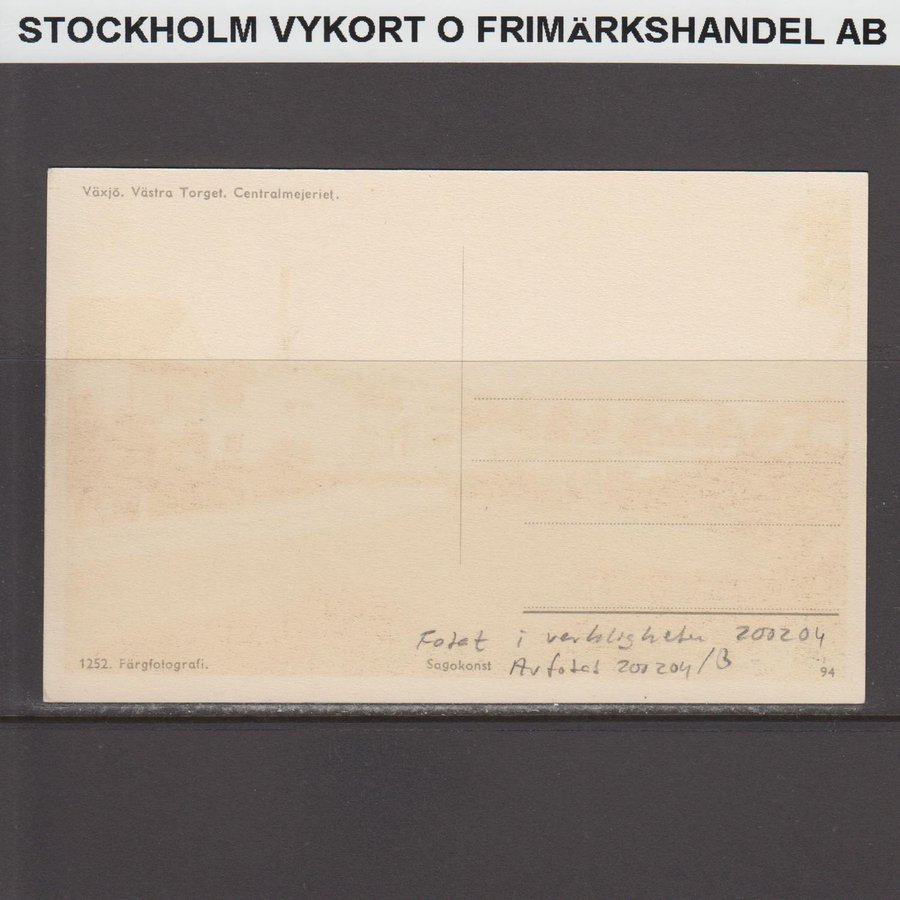 STOCKHOLM VYKORT O FRIMÄRKSHANDEL AB
Växjö. Västra Torget. Centralmejeriet.
Fotat i verkligheten 200204
1252. Färgfotografi. Sagokonst Avfotat 200204/B 94